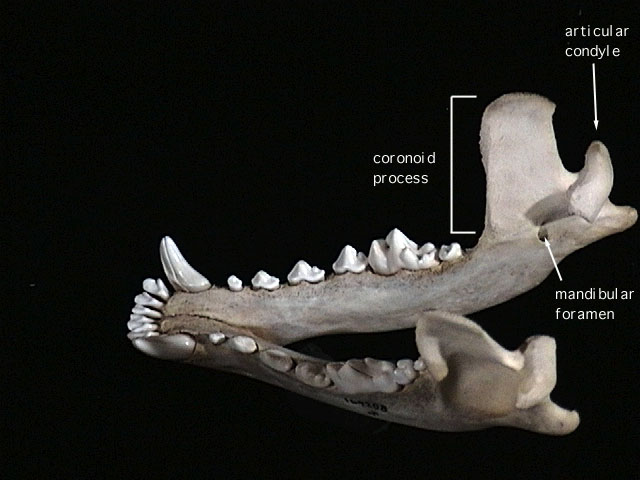 articular
condyle
coronoid
process
mandibular
foramen